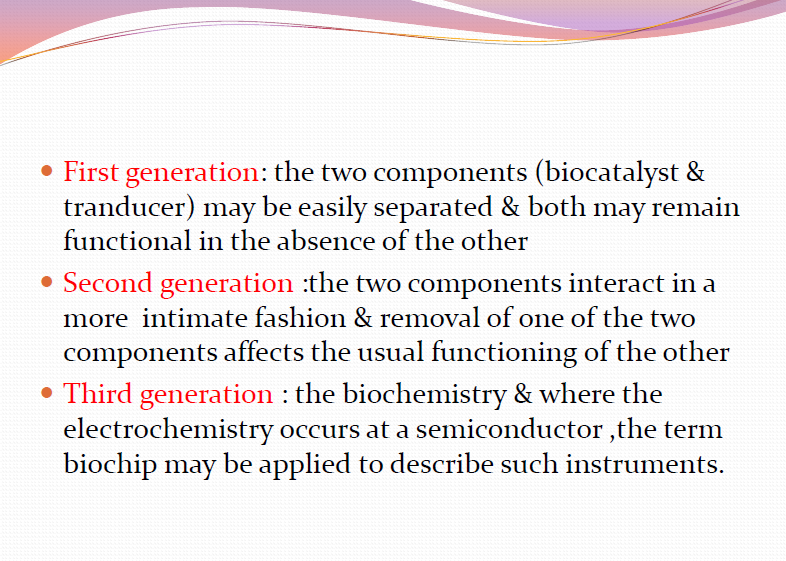 First generation: the two components (biocatalyst &
tranducer) may be easily separated & both may remain
functional in the absence of the other
Second generation :the two components interact in a
more  intimate fashion & removal of one of the two
components affects the usual functioning of the other
Third generation : the biochemistry & where the
electrochemistry occurs at a semiconductor ,the term
biochip may be applied to describe such instruments.